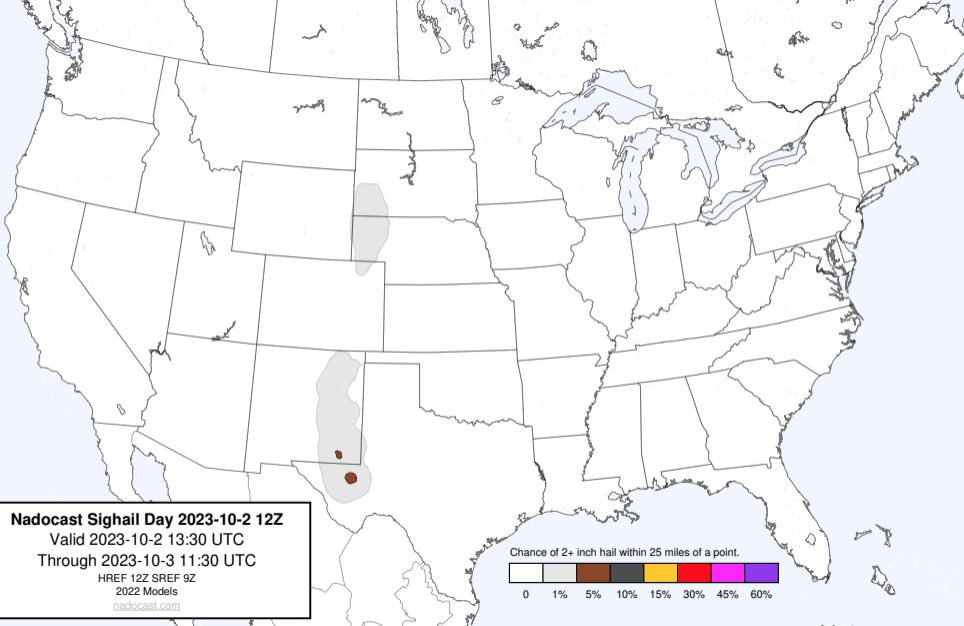 Nadocast Sighail Day 2023-10-2 12Z
Valid 2023-10-2 13:30 UTC
Through 2023-10-3 11:30 UTC
HREF 12Z SREF 9Z
2022 Models
nadocast.com
Chance of 2+ inch hail within 25 miles of a point.
0 1% 5% 10% 15% 30% 45% 60%